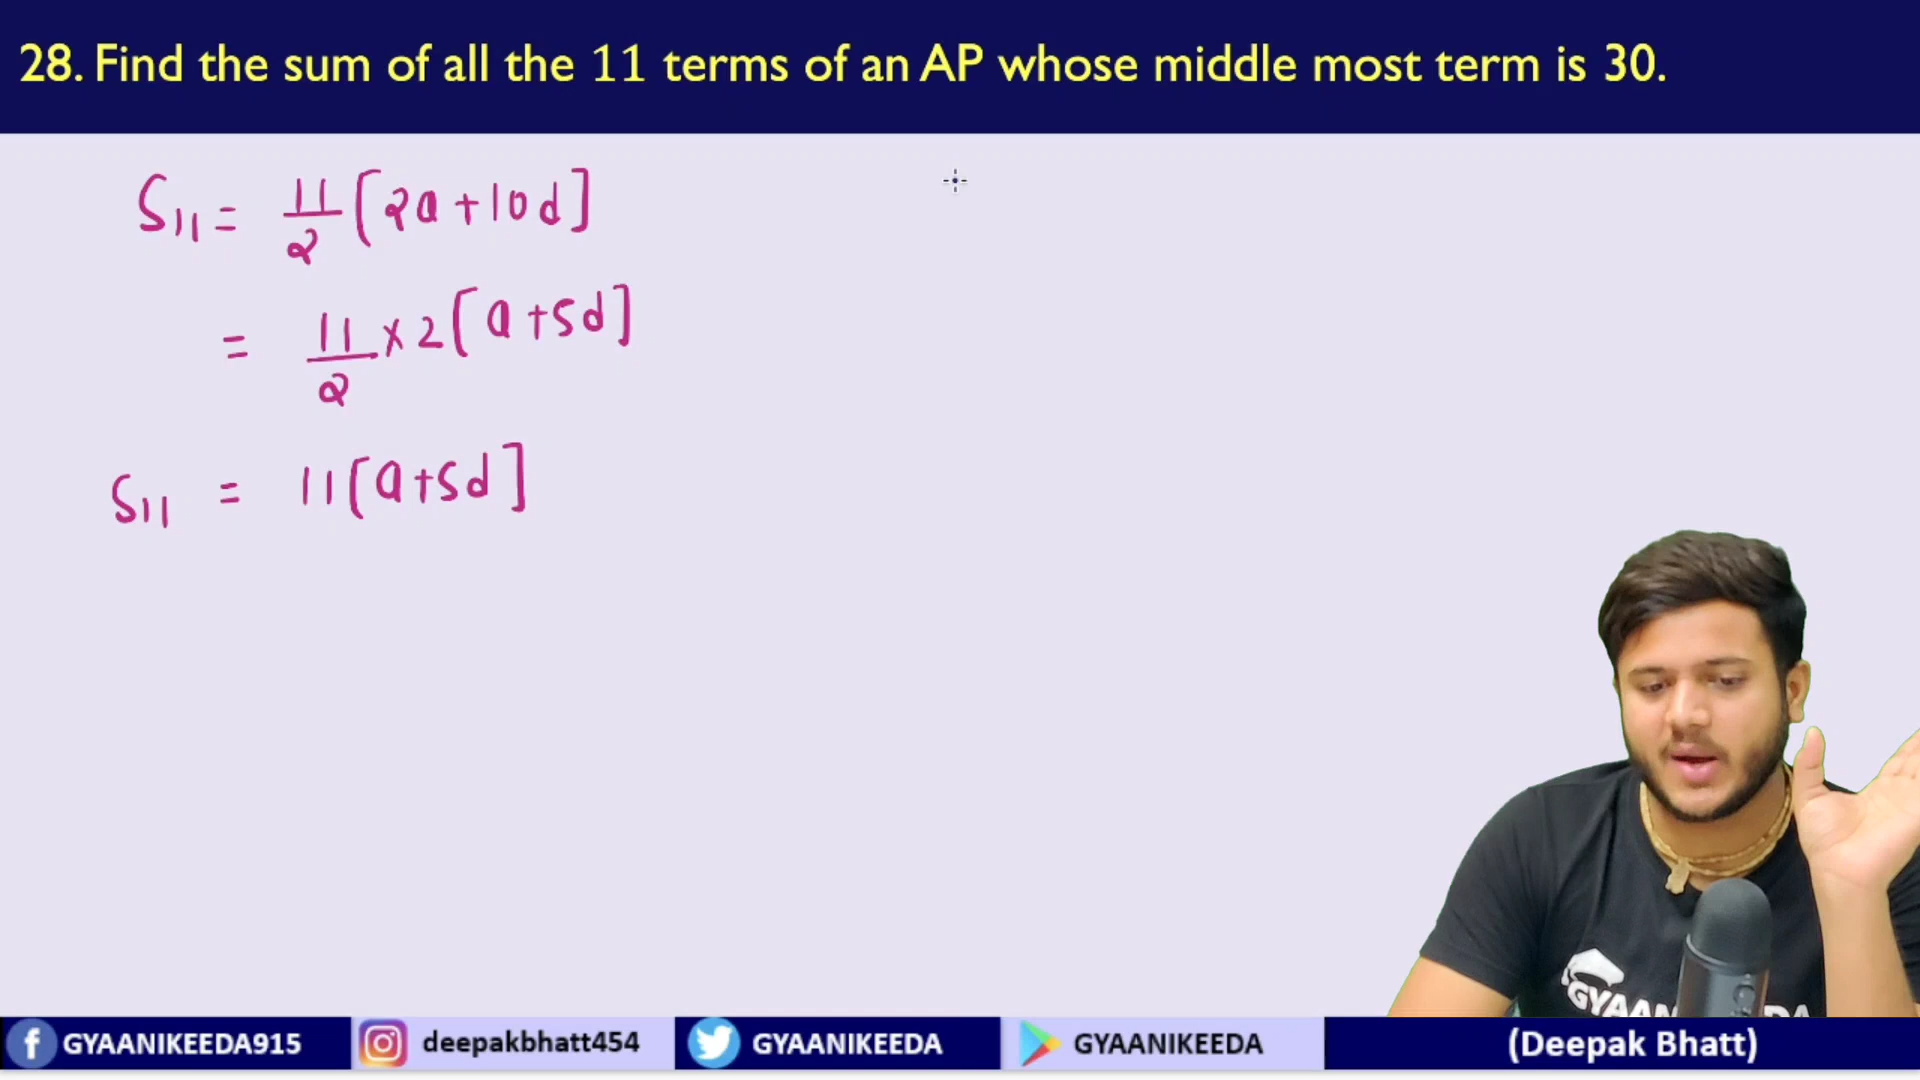 28. Find the sum of all the 11 terms of an AP whose middle most term is 30.
S₁₁ = 11/2 [2a+10d]
= 11/2 × 2 [a+5d]
S₁₁ = 11[a+5d]
GYAANIKEEDA915 deepakbhatt454 GYAANIKEEDA GYAANIKEEDA (Deepak Bhatt)